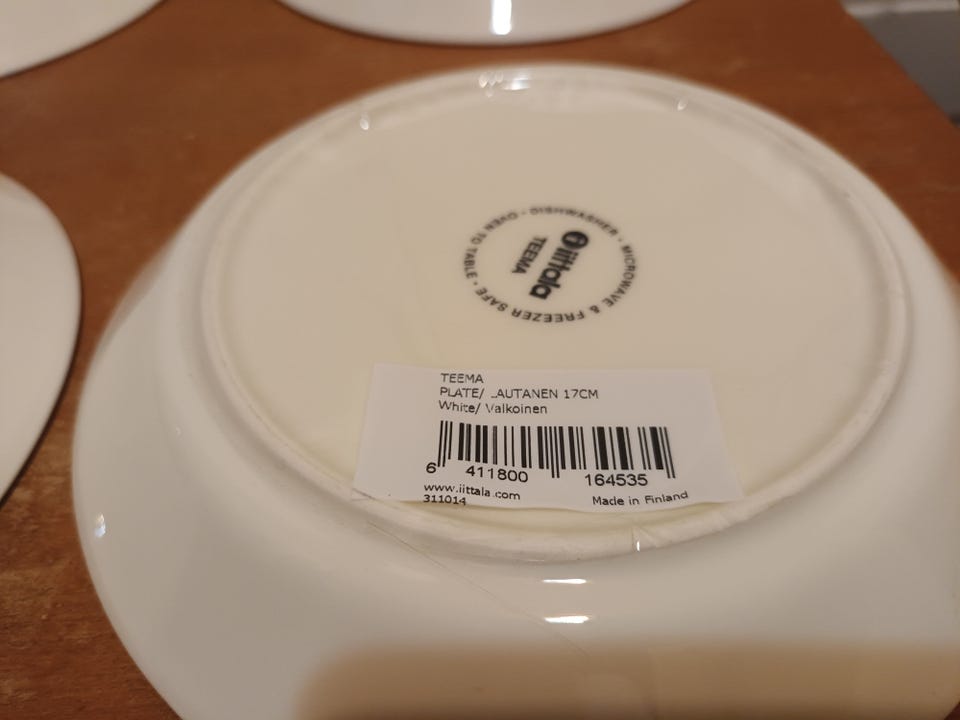 OVEN TO TABLE · DISHWASHER · MICROWAVE & FREEZER SAFE ·
iittala
TEEMA
TEEMA
PLATE/ LAUTANEN 17CM
White/ Valkoinen
6 411800 164535
www.iittala.com
311014
Made in Finland